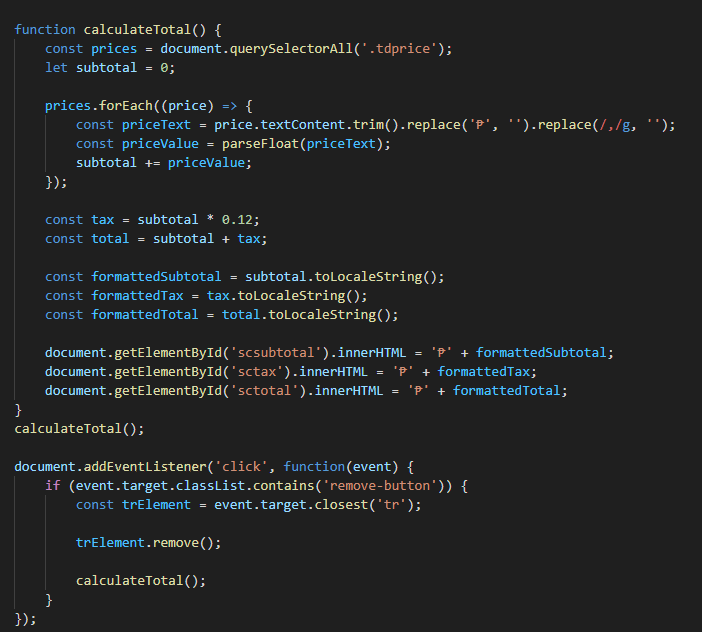 function calculateTotal() {
    const prices = document.querySelectorAll('.tdprice');
    let subtotal = 0;

    prices.forEach((price) => {
        const priceText = price.textContent.trim().replace('₱', '').replace(/,/g, '');
        const priceValue = parseFloat(priceText);
        subtotal += priceValue;
    });

    const tax = subtotal * 0.12;
    const total = subtotal + tax;

    const formattedSubtotal = subtotal.toLocaleString();
    const formattedTax = tax.toLocaleString();
    const formattedTotal = total.toLocaleString();

    document.getElementById('scsubtotal').innerHTML = '₱' + formattedSubtotal;
    document.getElementById('sctax').innerHTML = '₱' + formattedTax;
    document.getElementById('sctotal').innerHTML = '₱' + formattedTotal;
}
calculateTotal();

document.addEventListener('click', function(event) {
    if (event.target.classList.contains('remove-button')) {
        const trElement = event.target.closest('tr');

        trElement.remove();

        calculateTotal();
    }
});